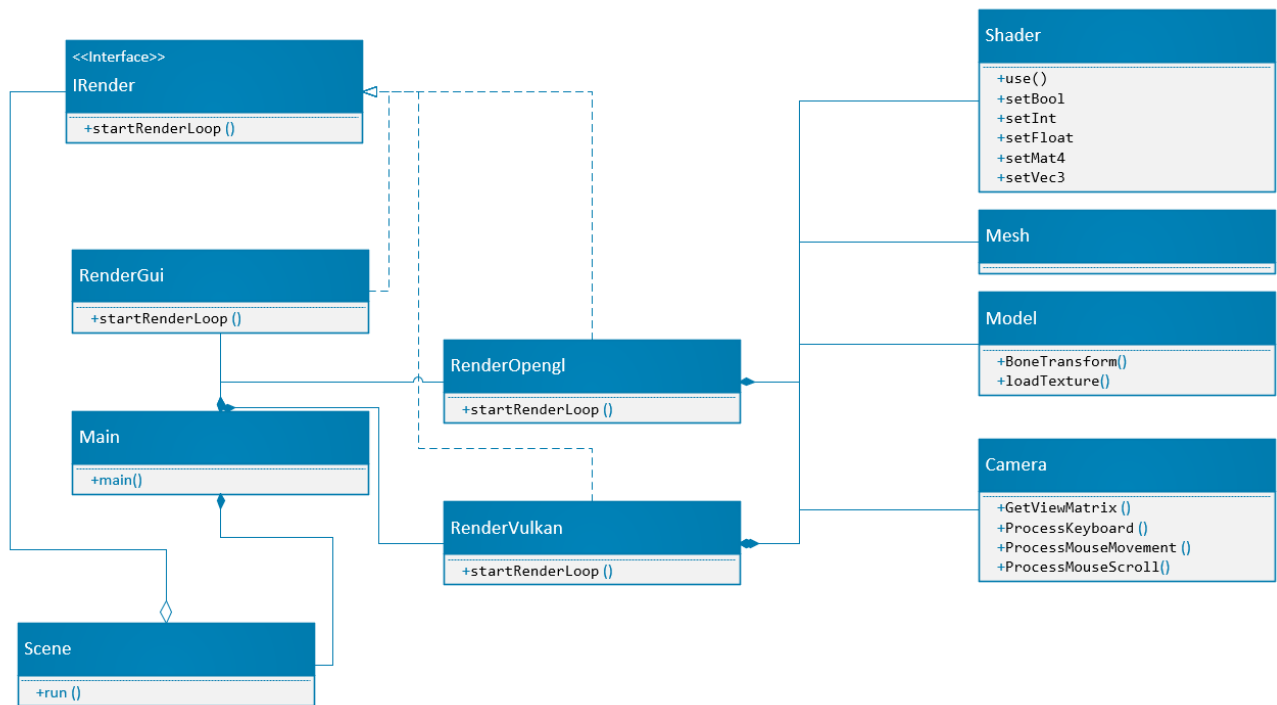 <<Interface>>
IRender
+startRenderLoop ()
RenderGui
+startRenderLoop ()
Main
+main()
Scene
+run ()
RenderOpengl
+startRenderLoop ()
RenderVulkan
+startRenderLoop ()
Shader
+use()
+setBool
+setInt
+setFloat
+setMat4
+setVec3
Mesh
Model
+BoneTransform()
+loadTexture()
Camera
+GetViewMatrix ()
+ProcessKeyboard ()
+ProcessMouseMovement ()
+ProcessMouseScroll()